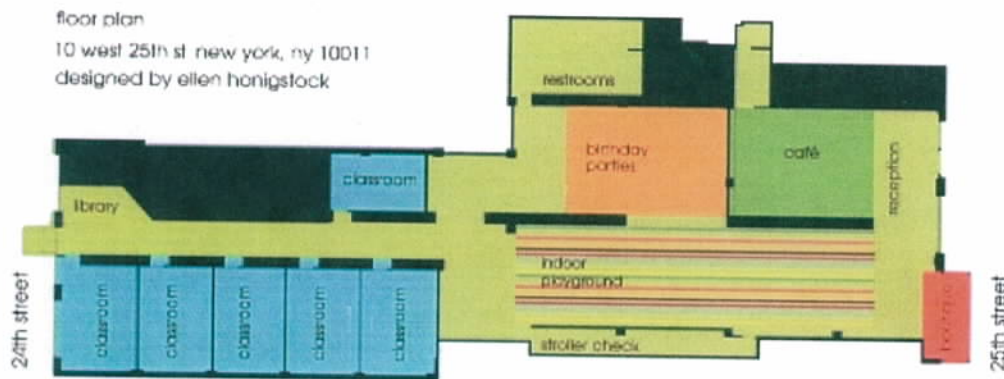 floor plan
10 west 25th st new york, ny 10011
designed by ellen honigstock
restrooms
birthday
parties
café
reception
classroom
library
indoor
playground
24th street
classroom
classroom
classroom
classroom
classroom
stroller check
boutique
25th street